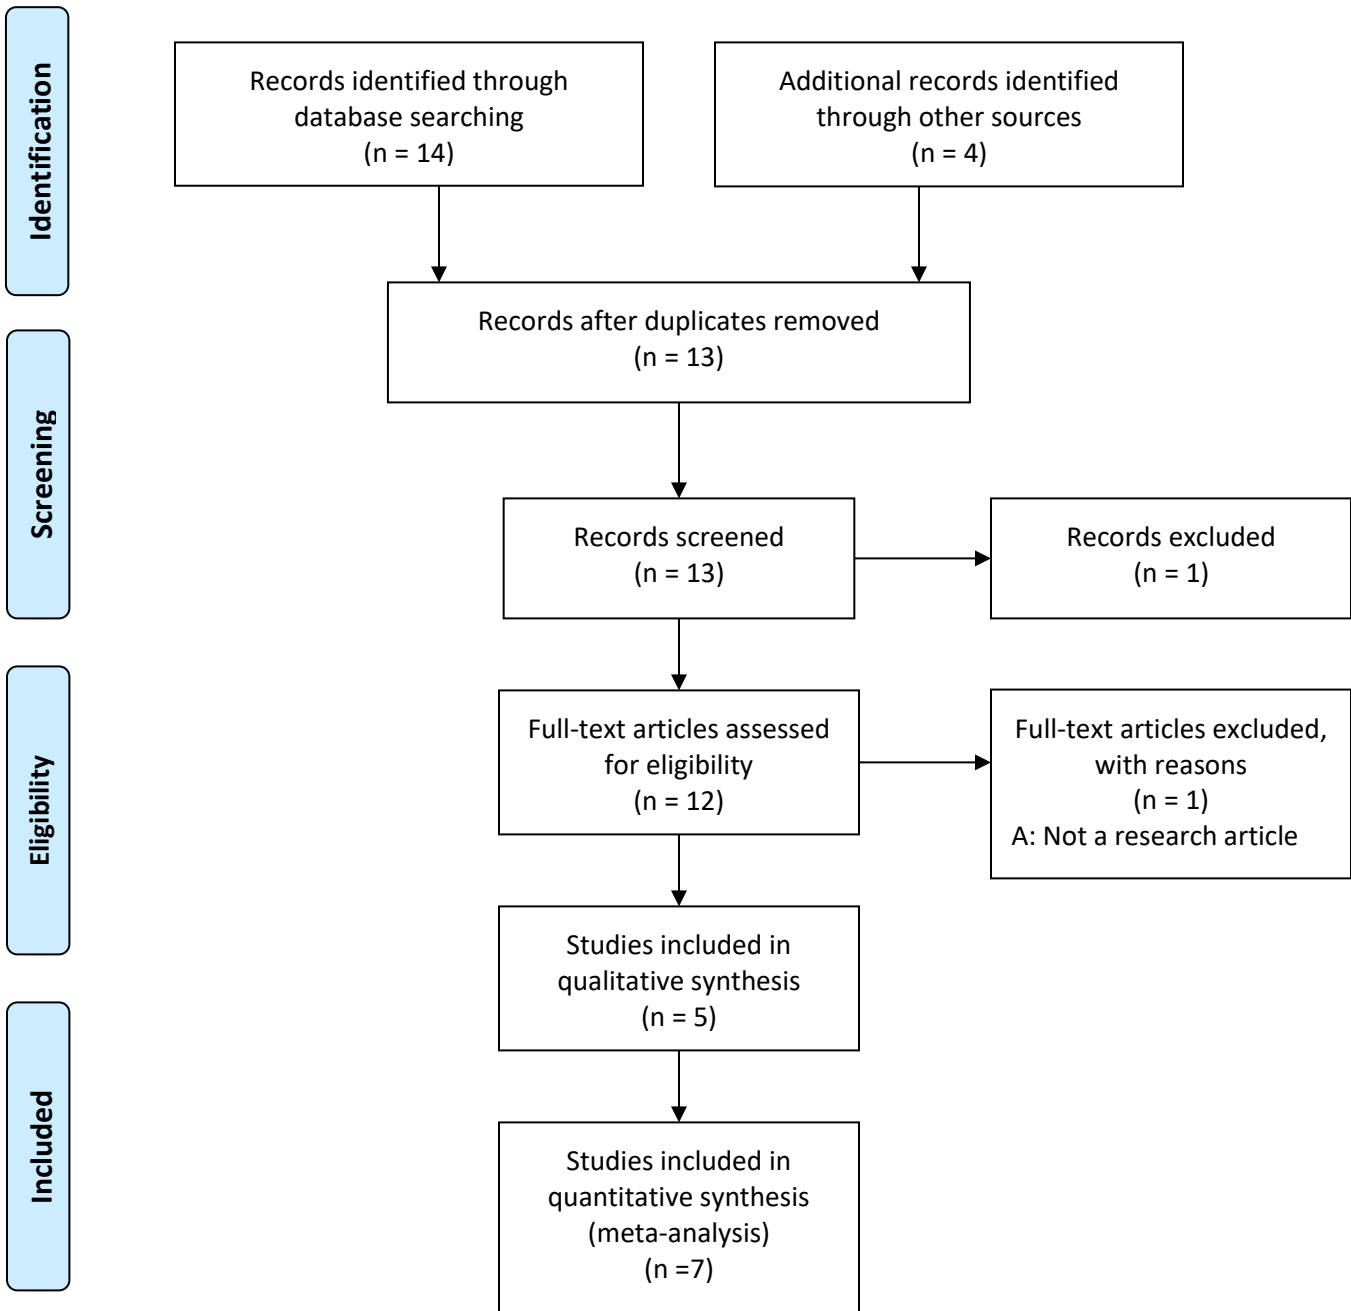 Identification
Records identified through
database searching
(n = 14)
Additional records identified
through other sources
(n = 4)
Records after duplicates removed
(n = 13)
Screening
Records screened
(n = 13)
Records excluded
(n = 1)
Eligibility
Full-text articles assessed
for eligibility
(n = 12)
Full-text articles excluded,
with reasons
(n = 1)
A: Not a research article
Studies included in
qualitative synthesis
(n = 5)
Included
Studies included in
quantitative synthesis
(meta-analysis)
(n =7)